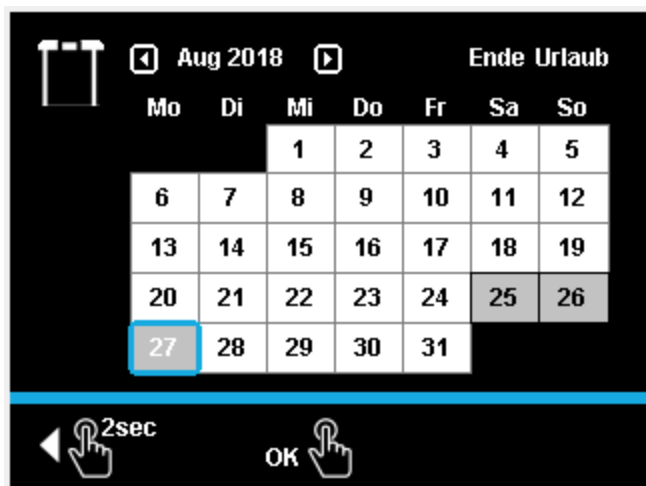 Aug 2018 Ende Urlaub
Mo Di Mi Do Fr Sa So
1 2 3 4 5
6 7 8 9 10 11 12
13 14 15 16 17 18 19
20 21 22 23 24 25 26
27 28 29 30 31
2sec
OK